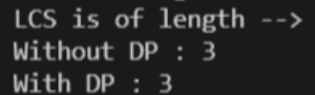 LCS is of length -->
Without DP : 3
With DP : 3